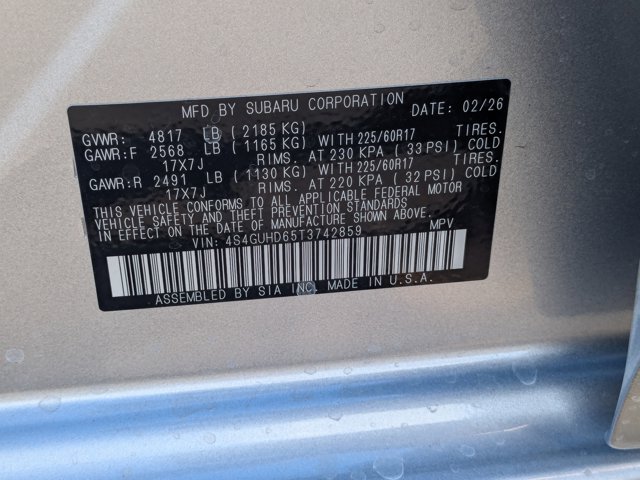 MFD BY SUBARU CORPORATION DATE: 02/26
GVWR: 4817 LB (2185 KG)
GAWR:F 2568 LB (1165 KG) WITH 225/60R17 TIRES.
17X7J RIMS. AT 230 KPA (33 PSI) COLD
GAWR:R 2491 LB (1130 KG) WITH 225/60R17 TIRES.
17X7J RIMS. AT 220 KPA (32 PSI) COLD
THIS VEHICLE CONFORMS TO ALL APPLICABLE FEDERAL MOTOR
VEHICLE SAFETY AND THEFT PREVENTION STANDARDS
IN EFFECT ON THE DATE OF MANUFACTURE SHOWN ABOVE.
VIN: 4S4GUHD65T3742859 MPV
ASSEMBLED BY SIA INC. MADE IN U.S.A.